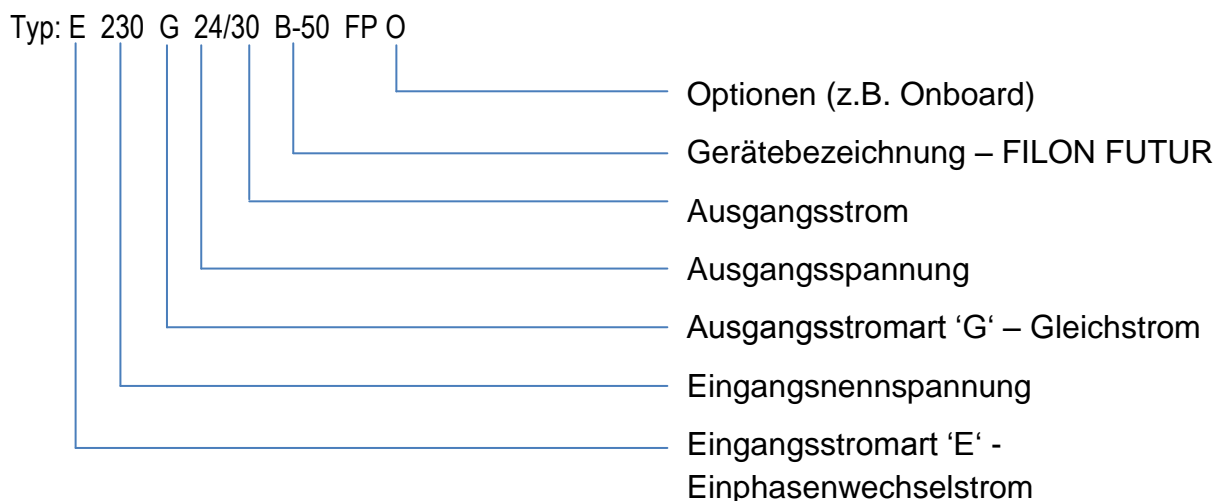 Typ: E 230 G 24/30 B-50 FP O
Optionen (z.B. Onboard)
Gerätebezeichnung – FILON FUTUR
Ausgangsstrom
Ausgangsspannung
Ausgangsstromart ‘G‘ – Gleichstrom
Eingangsnennspannung
Eingangsstromart ‘E‘ -
Einphasenwechselstrom